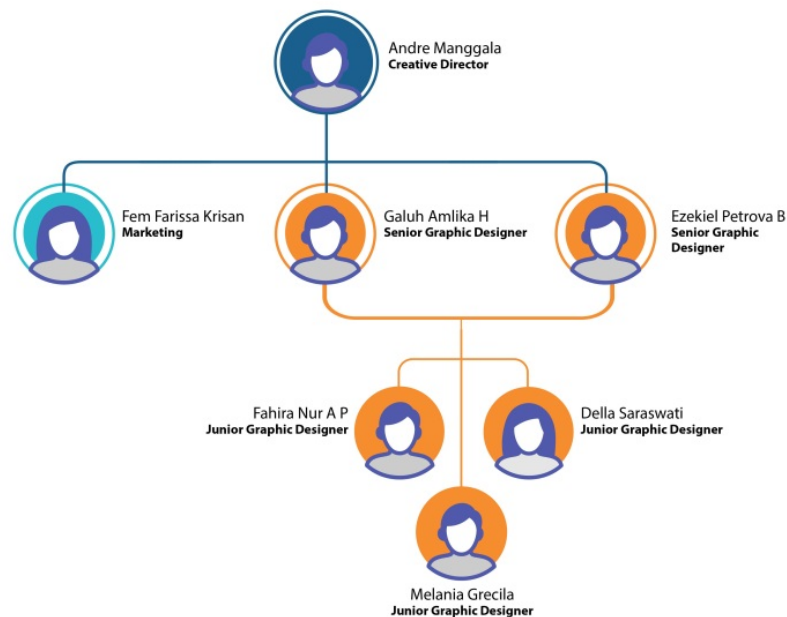 Andre Manggala
Creative Director
Fem Farissa Krisan
Marketing
Galuh Amlika H
Senior Graphic Designer
Ezekiel Petrova B
Senior Graphic
Designer
Fahira Nur A P
Junior Graphic Designer
Della Saraswati
Junior Graphic Designer
Melania Grecila
Junior Graphic Designer